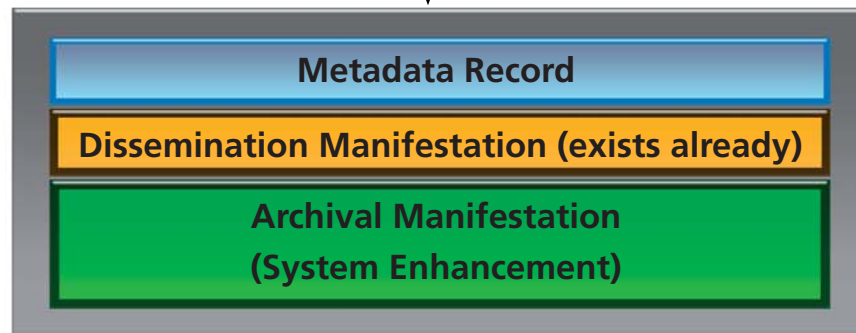 Metadata Record
Dissemination Manifestation (exists already)
Archival Manifestation
(System Enhancement)